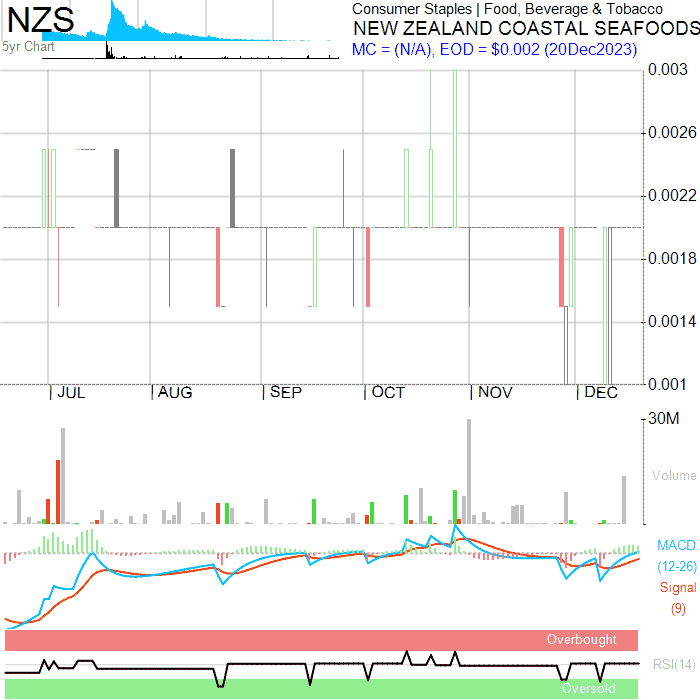 NZS
5yr Chart
Consumer Staples | Food, Beverage & Tobacco
NEW ZEALAND COASTAL SEAFOODS
MC = (N/A), EOD = $0.002 (20Dec2023)
0.003
0.0026
0.0022
0.0018
0.0014
0.001
| JUL | AUG | SEP | OCT | NOV | DEC
30M
Volume
MACD
(12-26)
Signal
(9)
Overbought
RSI(14)
Oversold